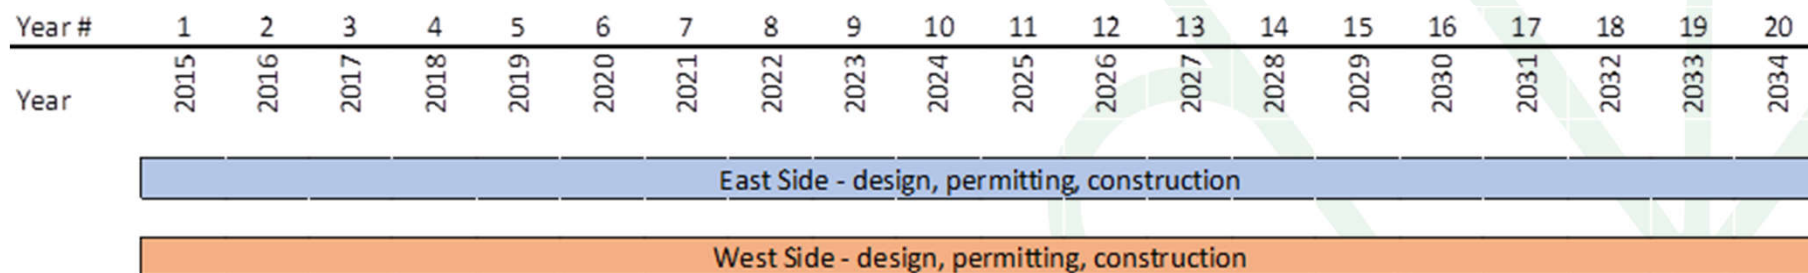 Year # 1 2 3 4 5 6 7 8 9 10 11 12 13 14 15 16 17 18 19 20
Year 2015 2016 2017 2018 2019 2020 2021 2022 2023 2024 2025 2026 2027 2028 2029 2030 2031 2032 2033 2034
East Side - design, permitting, construction
West Side - design, permitting, construction